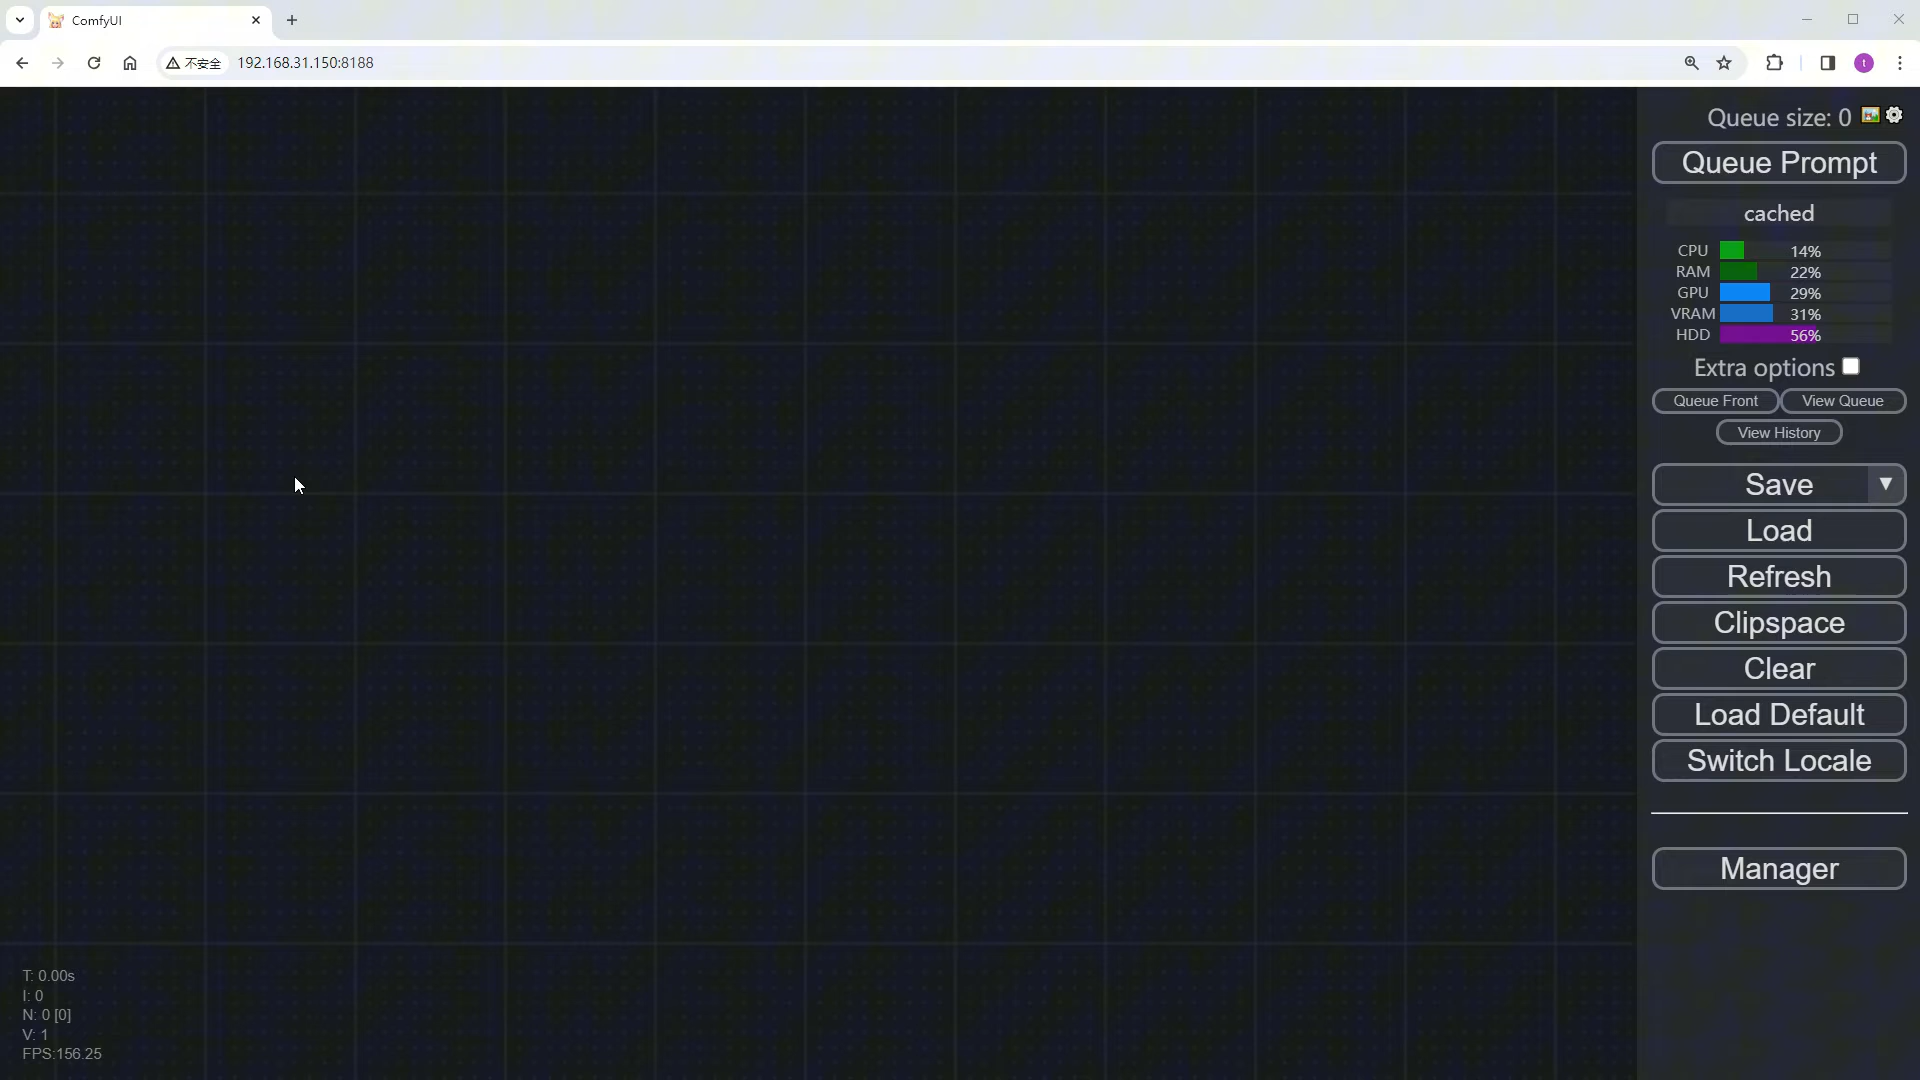 ComfyUI
不安全
192.168.31.150:8188
t
Queue size: 0
Queue Prompt
cached
CPU 14%
RAM 22%
GPU 29%
VRAM 31%
HDD 56%
Extra options
Queue Front
View Queue
View History
Save
▼
Load
Refresh
Clipspace
Clear
Load Default
Switch Locale
Manager
T: 0.00s
I: 0
N: 0 [0]
V: 1
FPS:156.25